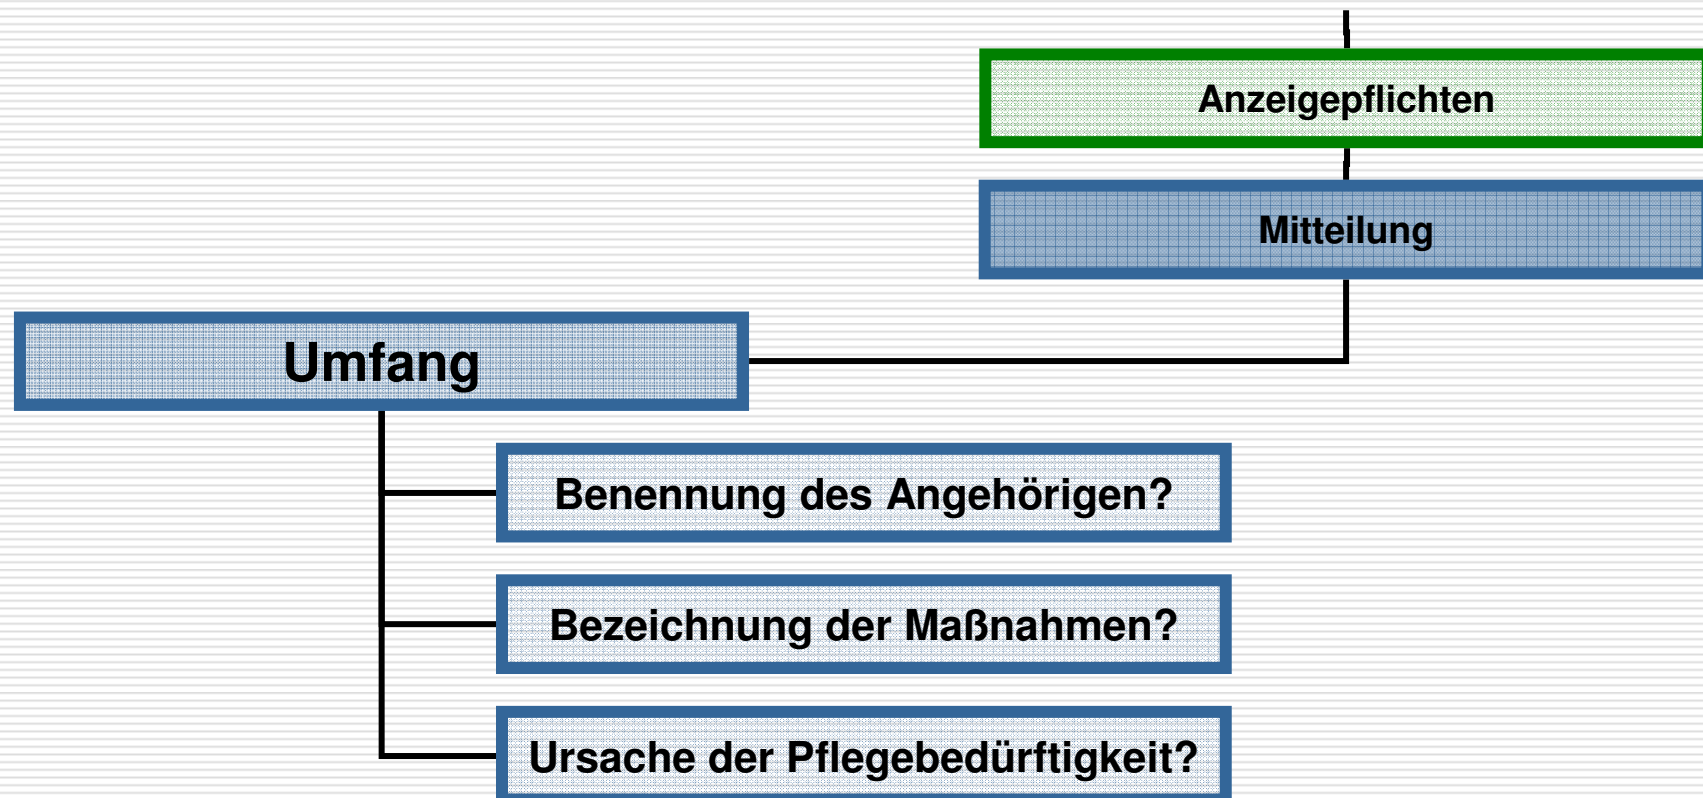 Anzeigepflichten
Mitteilung
Umfang
Benennung des Angehörigen?
Bezeichnung der Maßnahmen?
Ursache der Pflegebedürftigkeit?